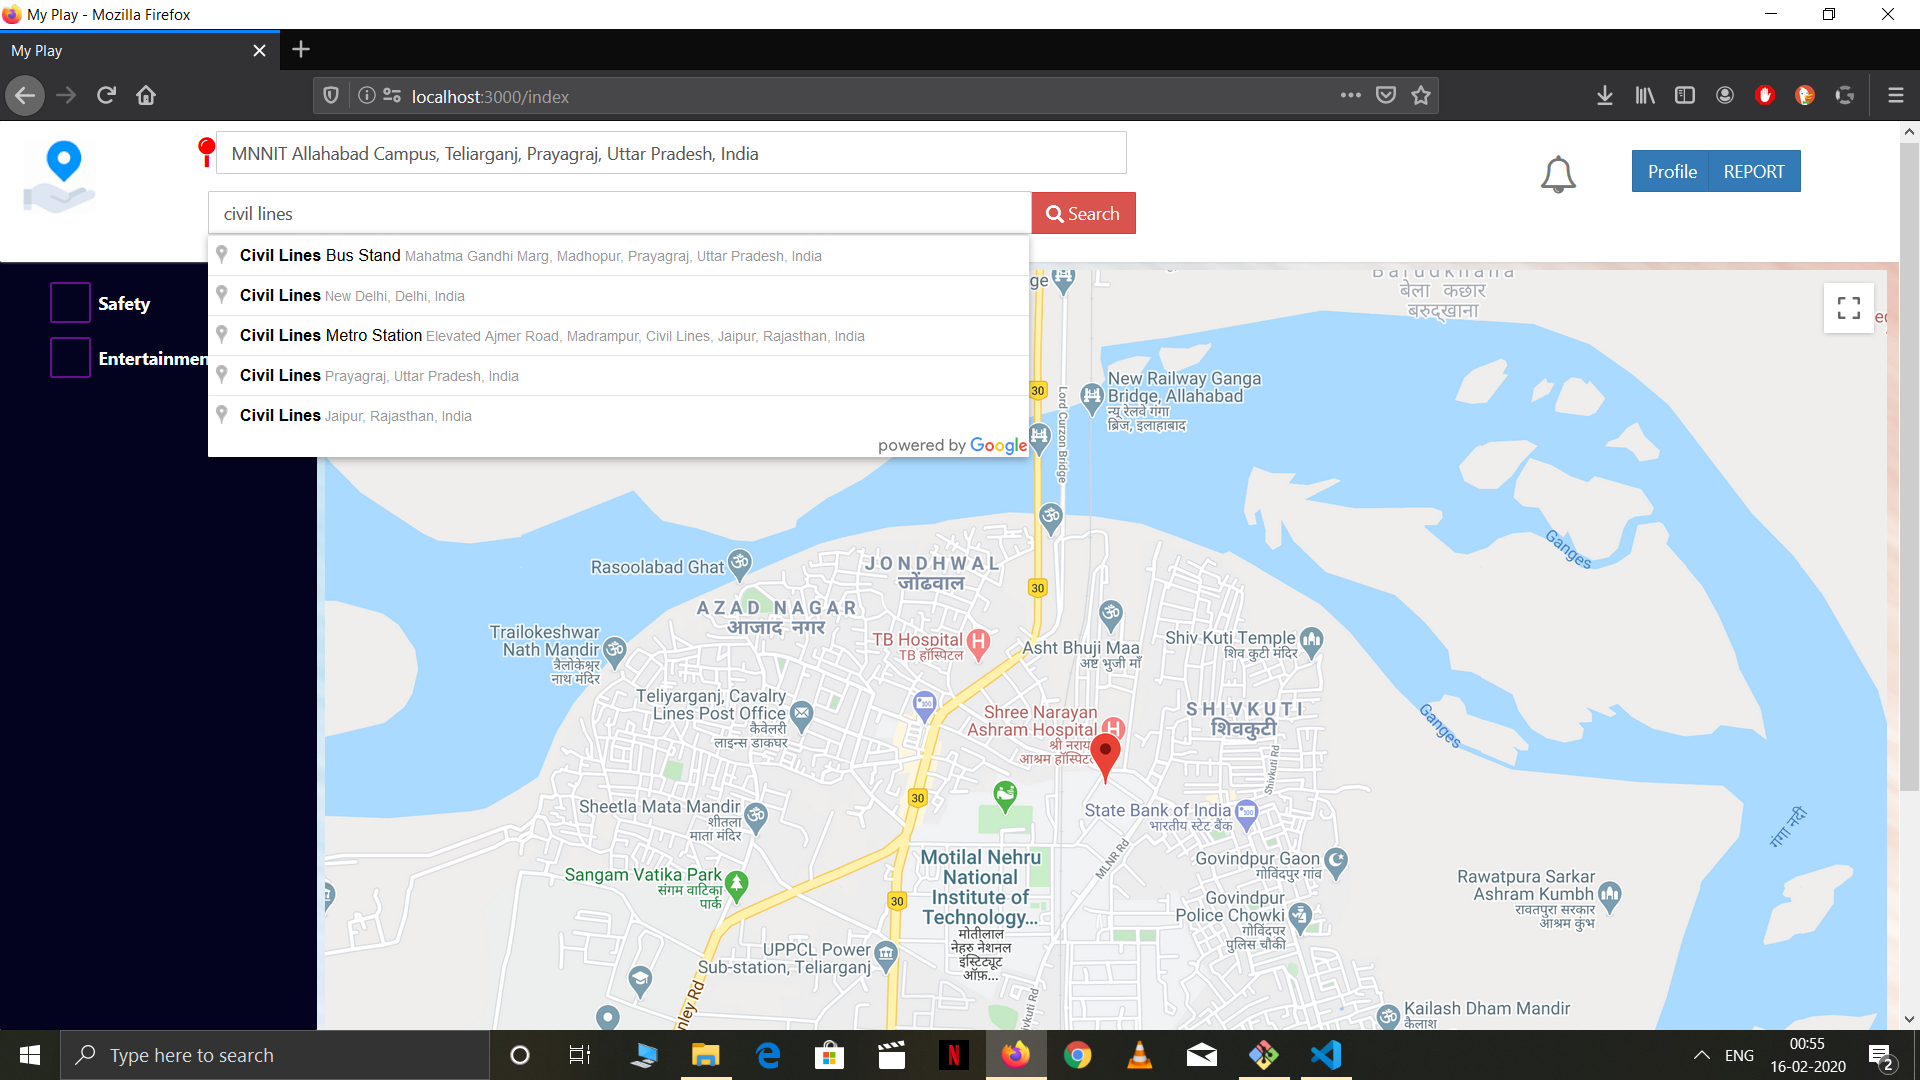 My Play - Mozilla Firefox
My Play
localhost:3000/index
MNNIT Allahabad Campus, Teliarganj, Prayagraj, Uttar Pradesh, India
Profile REPORT
civil lines
Search
Civil Lines Bus Stand Mahatma Gandhi Marg, Madhopur, Prayagraj, Uttar Pradesh, India
Civil Lines New Delhi, Delhi, India
Civil Lines Metro Station Elevated Ajmer Road, Madrampur, Civil Lines, Jaipur, Rajasthan, India
Civil Lines Prayagraj, Uttar Pradesh, India
Civil Lines Jaipur, Rajasthan, India
powered by Google
Safety
Entertainmen
ge
बेला कछार
बरुद्खाना
30
Lord Curzon Bridge
New Railway Ganga
Bridge, Allahabad
न्यू रेलवे गंगा
ब्रिज, इलाहाबाद
Ganges
Rasoolabad Ghat
JONDHWAL
जोंढवाल
30
AZAD NAGAR
आजाद नगर
Trailokeshwar
Nath Mandir
त्रैलोकेश्वर
नाथ मंदिर
TB Hospital
TB हॉस्पिटल
Asht Bhuji Maa
अष्ट भुजी माँ
Shiv Kuti Temple
शिव कुटी मंदिर
Teliyarganj, Cavalry
Lines Post Office
कैवेलरी
लाइन्स डाकघर
Shree Narayan
Ashram Hospital
श्री नराय
आश्रम हॉस्पिटल
SHIVKUTI
शिवकुटी
Shivkuti Rd
Ganges
30
Sheetla Mata Mandir
शीतला
माता मंदिर
State Bank of India
भारतीय स्टेट बैंक
गंगा नदी
MLNR Rd
Motilal Nehru
National
Institute of
Technology...
मोतीलाल
नेहरु नेशनल
इंस्टिट्यूट
ऑफ़...
Govindpur Gaon
गोविंदपुर गांव
Sangam Vatika Park
संगम वाटिका
पार्क
30
Govindpur
Police Chowki
गोविंदपुर
पुलिस चौकी
Rawatpura Sarkar
Ashram Kumbh
रावतपुरा सरकार
आश्रम कुंभ
UPPCL Power
Sub-station, Teliarganj
nley Rd
vkuti Rd
Kailash Dham Mandir
कैलाश
Type here to search
ENG
00:55
16-02-2020
2